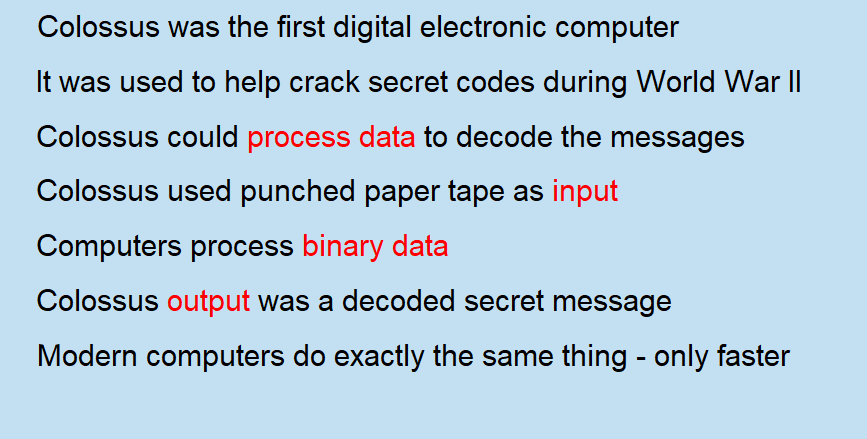 Colossus was the first digital electronic computer
It was used to help crack secret codes during World War II
Colossus could process data to decode the messages
Colossus used punched paper tape as input
Computers process binary data
Colossus output was a decoded secret message
Modern computers do exactly the same thing - only faster